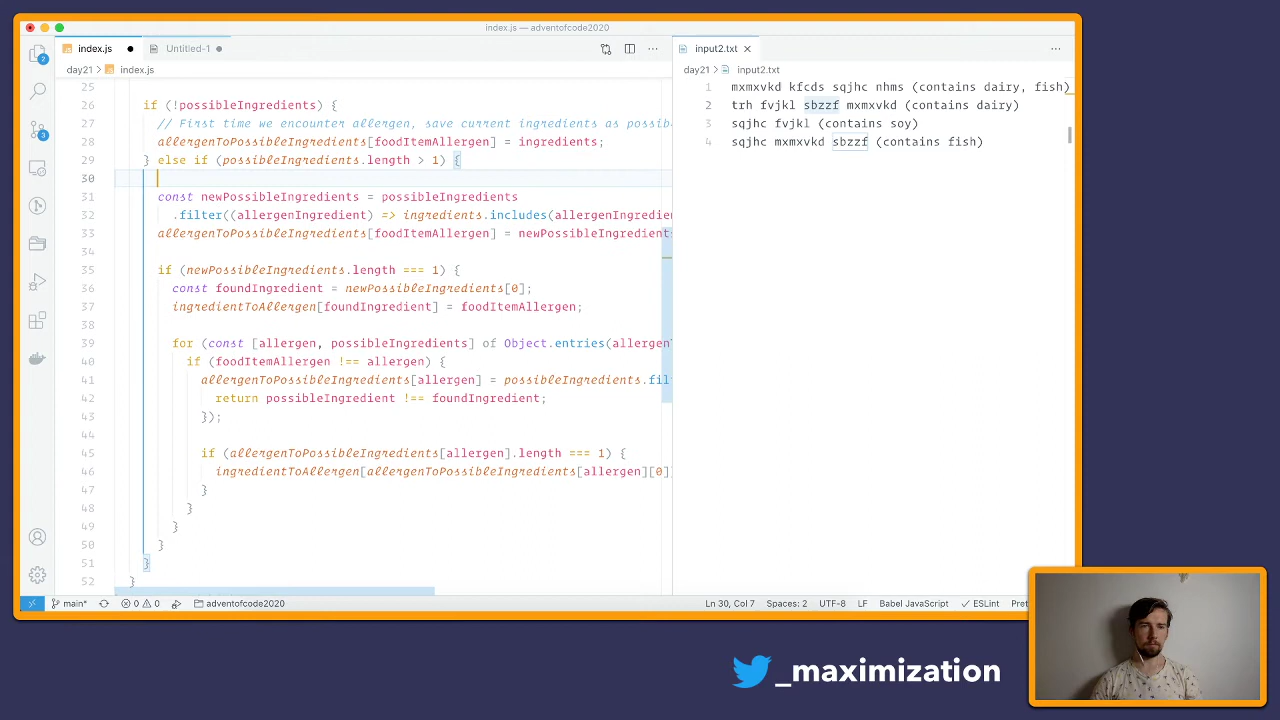 index.js — adventofcode2020
index.js
Untitled-1
day21 > index.js
25
26 if (!possibleIngredients) {
27 // First time we encounter allergen, save current ingredients as possib
28 allergenToPossibleIngredients[foodItemAllergen] = ingredients;
29 } else if (possibleIngredients.length > 1) {
30
31 const newPossibleIngredients = possibleIngredients
32 .filter((allergenIngredient) => ingredients.includes(allergenIngredie
33 allergenToPossibleIngredients[foodItemAllergen] = newPossibleIngredients
34
35 if (newPossibleIngredients.length === 1) {
36 const foundIngredient = newPossibleIngredients[0];
37 ingredientToAllergen[foundIngredient] = foodItemAllergen;
38
39 for (const [allergen, possibleIngredients] of Object.entries(allergenT
40 if (foodItemAllergen !== allergen) {
41 allergenToPossibleIngredients[allergen] = possibleIngredients.fil
42 return possibleIngredient !== foundIngredient;
43 });
44
45 if (allergenToPossibleIngredients[allergen].length === 1) {
46 ingredientToAllergen[allergenToPossibleIngredients[allergen][0]
47 }
48 }
49 }
50 }
51 }
52 }
input2.txt
day21 > input2.txt
1 mxmxvkd kfcds sqjhc nhms (contains dairy, fish)
2 trh fvjkl sbzzf mxmxvkd (contains dairy)
3 sqjhc fvjkl (contains soy)
4 sqjhc mxmxvkd sbzzf (contains fish)
2
3
main* 0 0 adventofcode2020 Ln 30, Col 7 Spaces: 2 UTF-8 LF Babel JavaScript ESLint Pret
_maximization